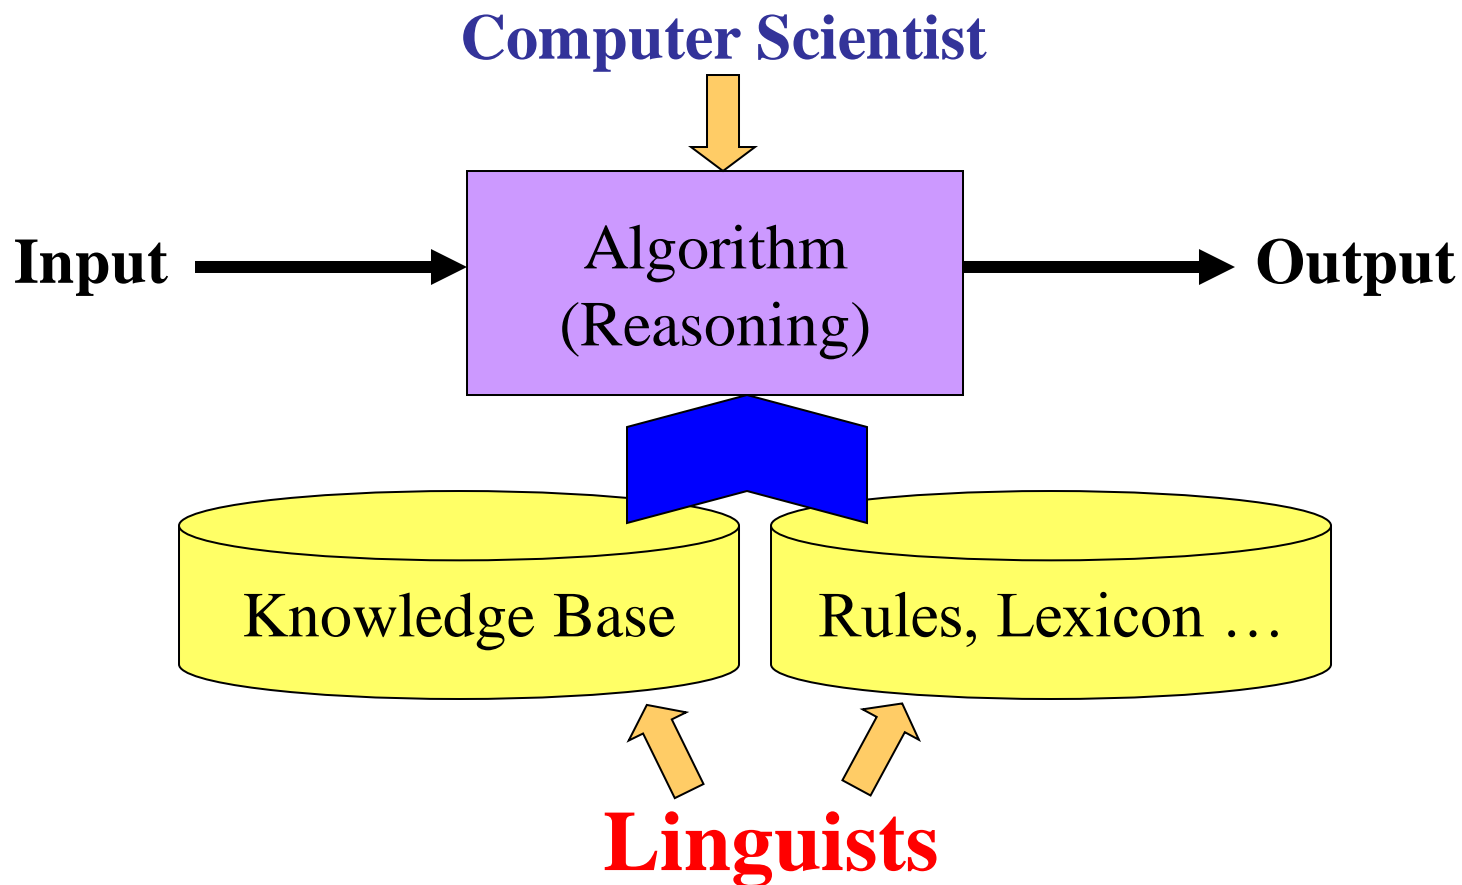 Computer Scientist
Input
Algorithm
(Reasoning)
Output
Knowledge Base
Rules, Lexicon …
Linguists